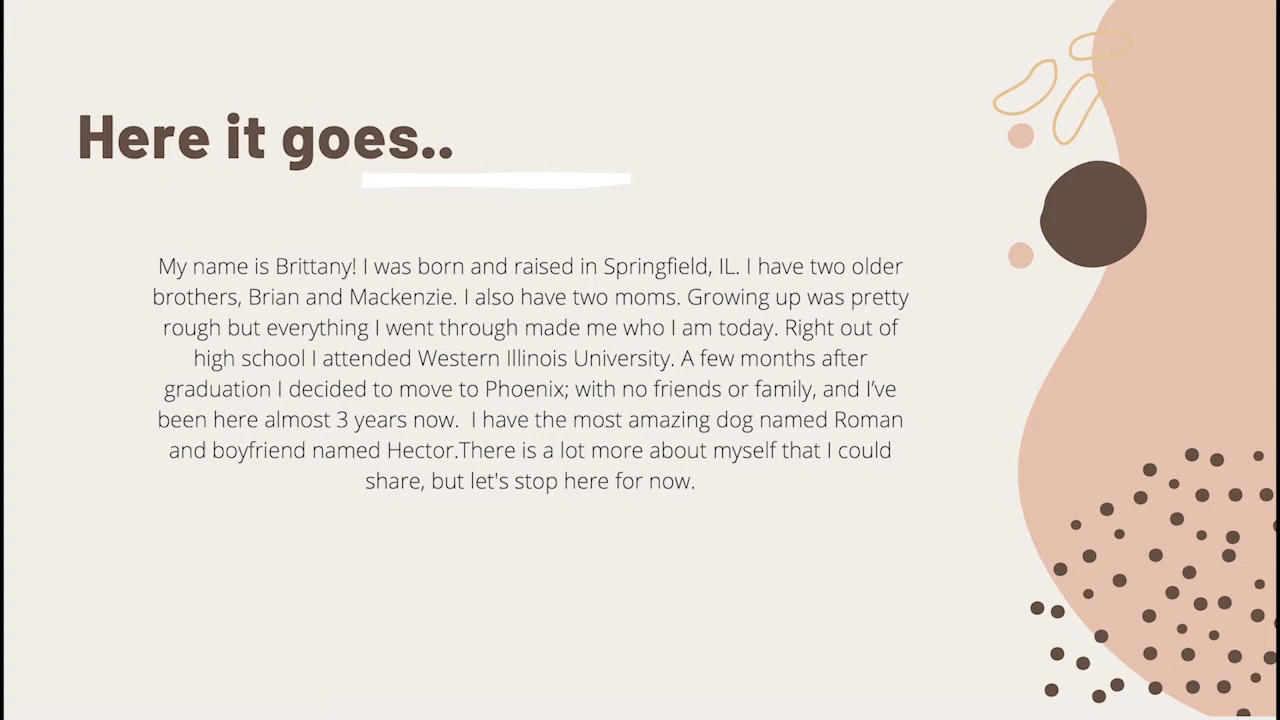 Here it goes..
My name is Brittany! I was born and raised in Springfield, IL. I have two older
brothers, Brian and Mackenzie. I also have two moms. Growing up was pretty
rough but everything I went through made me who I am today. Right out of
high school I attended Western Illinois University. A few months after
graduation I decided to move to Phoenix; with no friends or family, and I’ve
been here almost 3 years now.  I have the most amazing dog named Roman
and boyfriend named Hector.There is a lot more about myself that I could
share, but let's stop here for now.